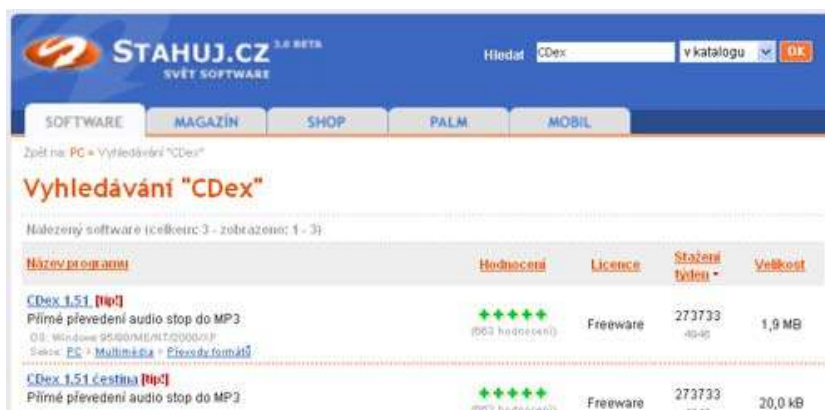 STAHUJ.CZ 3.0 BETA
SVĚT SOFTWARE
Hledat CDex v katalogu OK
SOFTWARE MAGAZÍN SHOP PALM MOBIL
Zpět na: PC » Vyhledávání "CDex"
Vyhledávání "CDex"
Nalezený software (celkem: 3 - zobrazeno: 1 - 3)
Název programu Hodnocení Licence Stažení týden Velikost
CDex 1.51 [tip!]
Přímé převedení audio stop do MP3
(663 hodnocení) Freeware 273733 1,9 MB
OS: Windows 95/98/ME/NT/2000/XP
Sekce: PC » Multimédia » Převody formátů
CDex 1.51 čestina [tip!]
Přímé převedení audio stop do MP3
Freeware 273733 20,0 kB